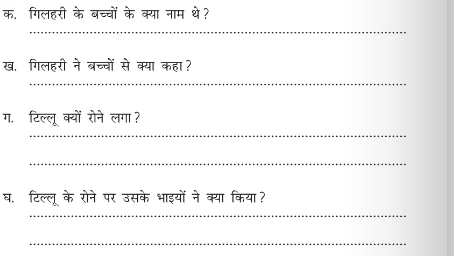 क. गिलहरी के बच्चों के क्या नाम थे?
ख. गिलहरी ने बच्चों से क्या कहा?
ग. टिल्लू क्यों रोने लगा?
घ. टिल्लू के रोने पर उसके भाइयों ने क्या किया?